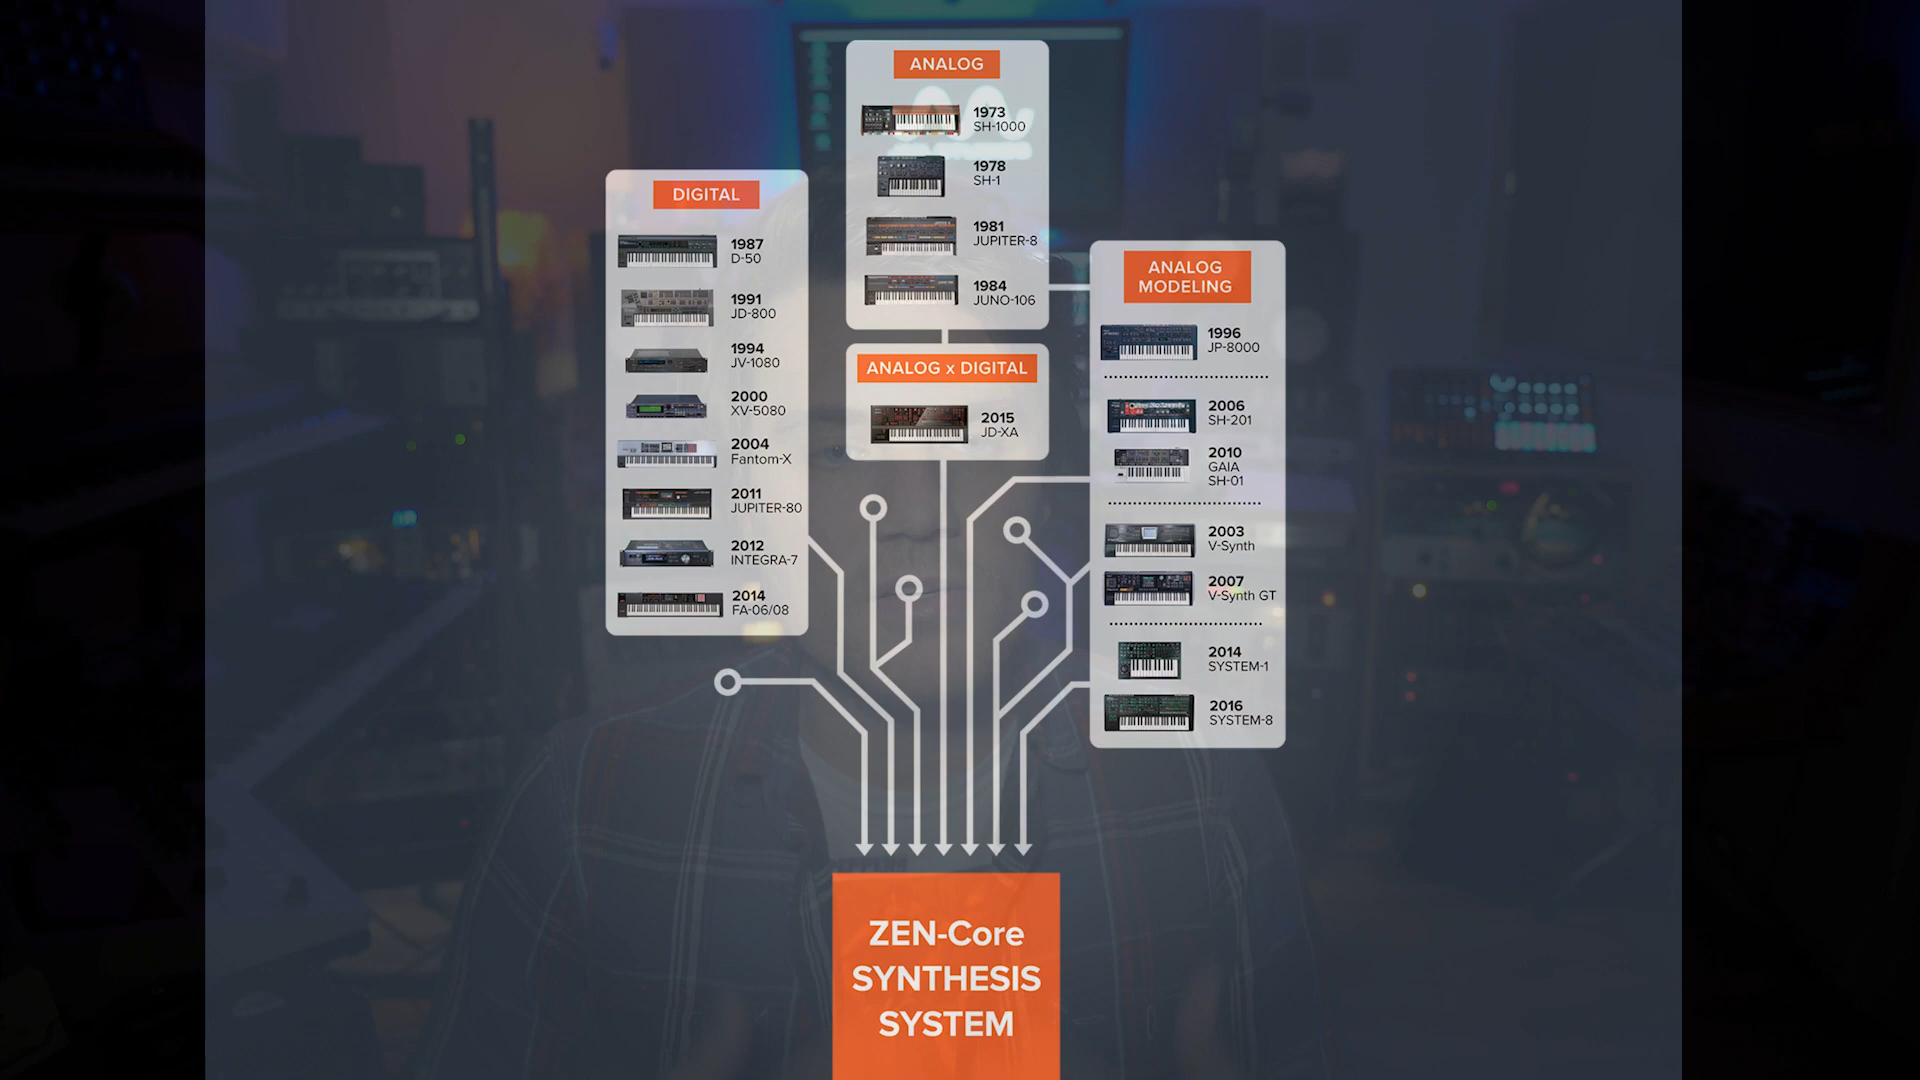 ANALOG
1973
SH-1000
1978
SH-1
1981
JUPITER-8
1984
JUNO-106
DIGITAL
1987
D-50
1991
JD-800
1994
JV-1080
2000
XV-5080
2004
Fantom-X
2011
JUPITER-80
2012
INTEGRA-7
2014
FA-06/08
ANALOG x DIGITAL
2015
JD-XA
ANALOG
MODELING
1996
JP-8000
2006
SH-201
2010
GAIA
SH-01
2003
V-Synth
2007
V-Synth GT
2014
SYSTEM-1
2016
SYSTEM-8
ZEN-Core
SYNTHESIS
SYSTEM